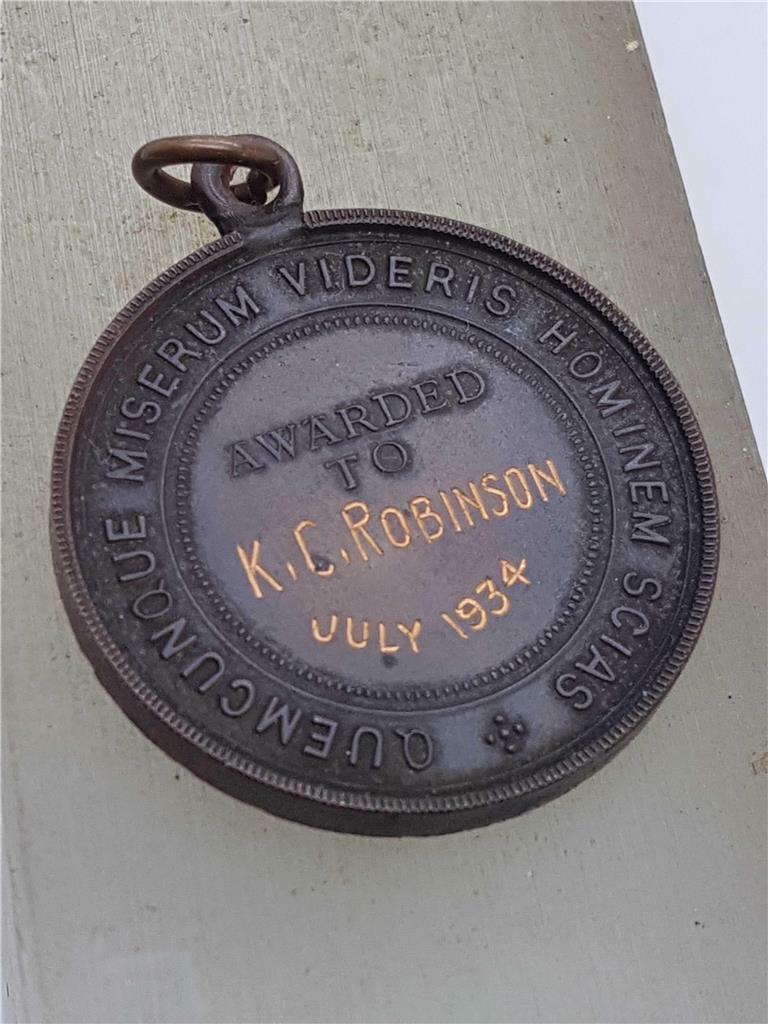 QUEMCUNQUE MISERUM VIDERIS HOMINEM SCIAS
AWARDED
TO
K.C.ROBINSON
JULY 1934